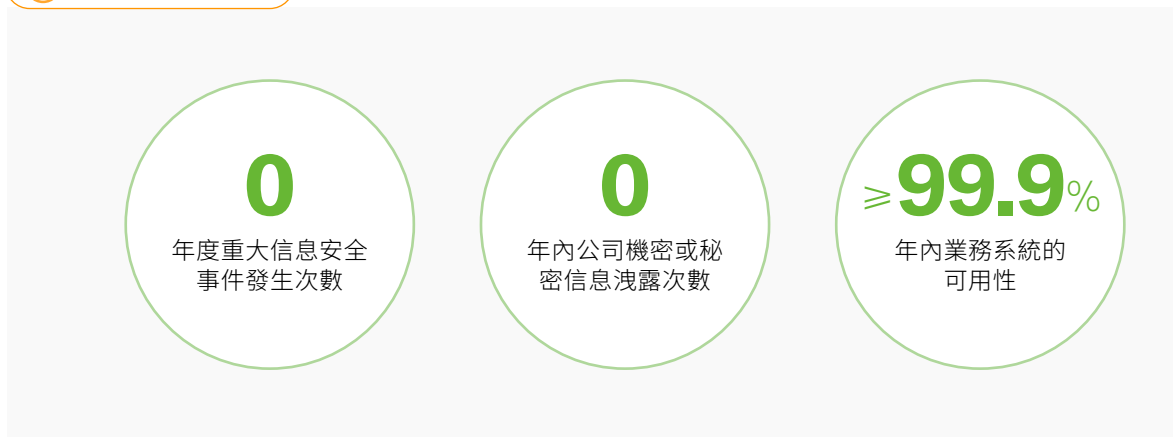 0
年度重大信息安全
事件發生次數
0
年內公司機密或秘
密信息洩露次數
≥99.9%
年內業務系統的
可用性